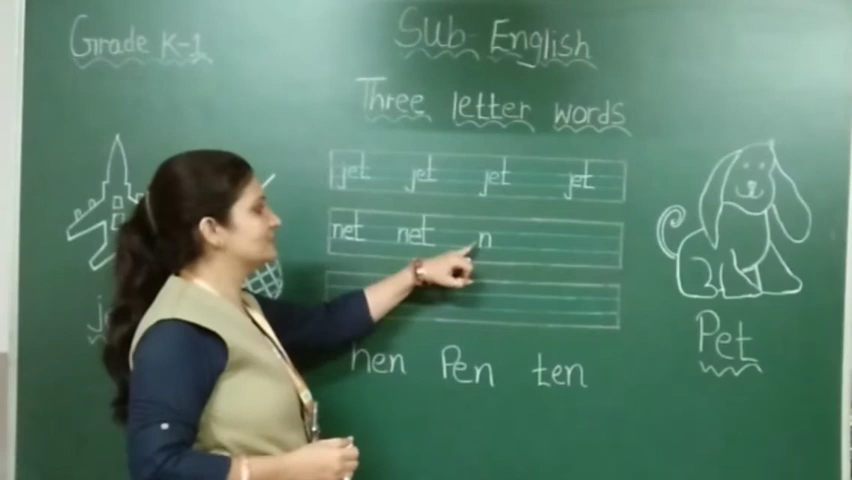 Grade K-1
Sub-English
Three letter words
jet jet jet jet
net net n
hen Pen ten
Pet